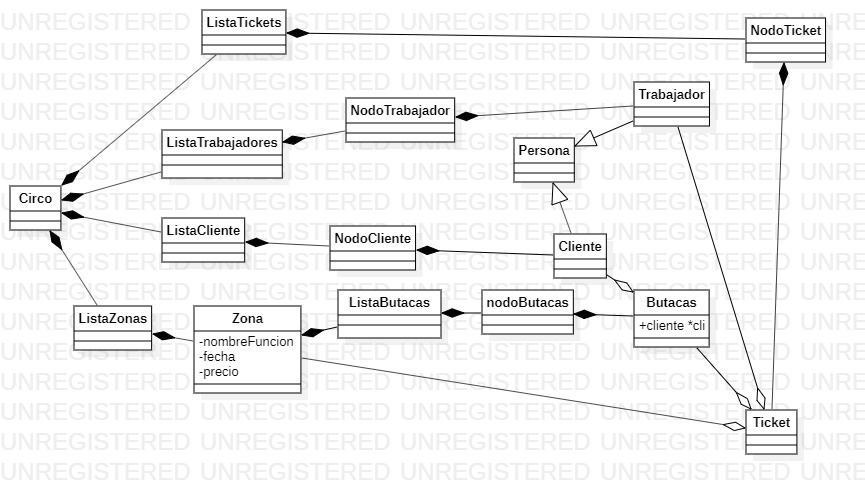 ListaTickets
NodoTicket
Trabajador
NodoTrabajador
ListaTrabajadores
Persona
Circo
ListaCliente
NodoCliente
Cliente
ListaButacas
nodoButacas
Butacas
+cliente *cli
ListaZonas
Zona
-nombreFuncion
-fecha
-precio
Ticket
UNREGISTERED UNREGISTERED UNREGISTERED UNREGISTERED UNREGISTERED